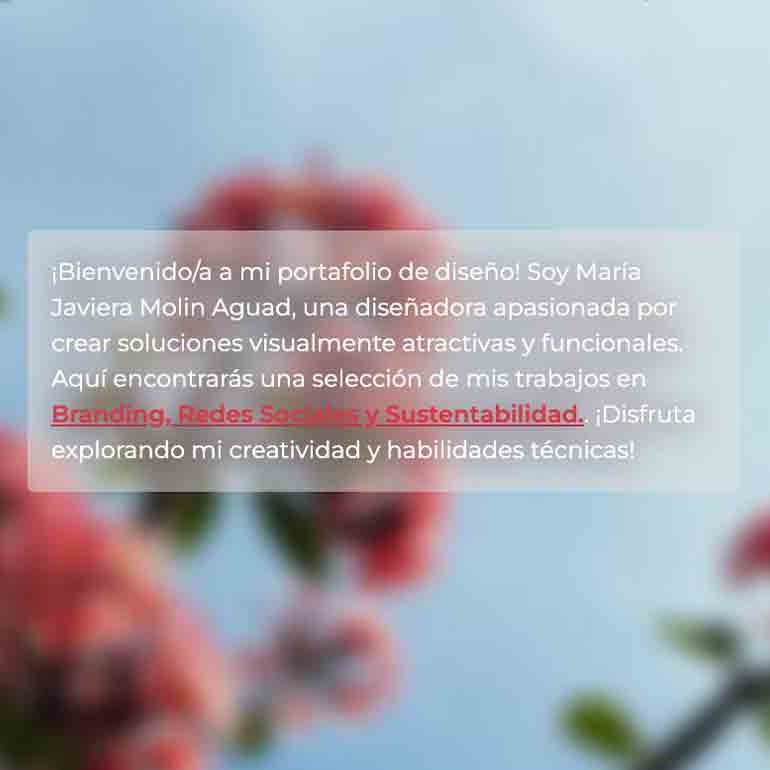 ¡Bienvenido/a a mi portafolio de diseño! Soy María
Javiera Molin Aguad, una diseñadora apasionada por
crear soluciones visualmente atractivas y funcionales.
Aquí encontrarás una selección de mis trabajos en
Branding, Redes Sociales y Sustentabilidad.. ¡Disfruta
explorando mi creatividad y habilidades técnicas!